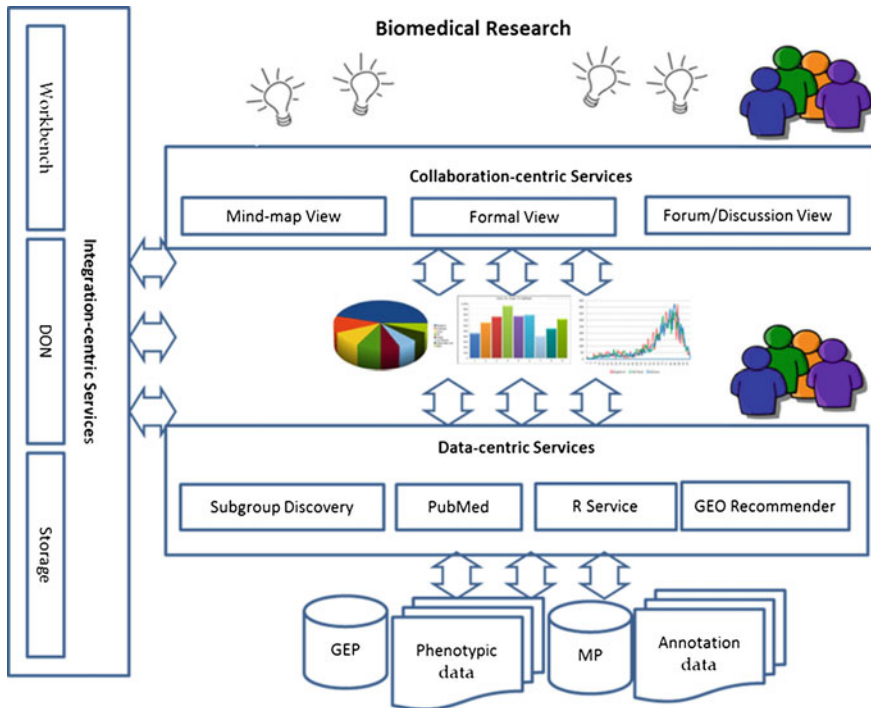 Biomedical Research
Workbench
DON
Storage
Integration-centric Services
Collaboration-centric Services
Mind-map View
Formal View
Forum/Discussion View
Data-centric Services
Subgroup Discovery
PubMed
R Service
GEO Recommender
GEP
Phenotypic
data
MP
Annotation
data